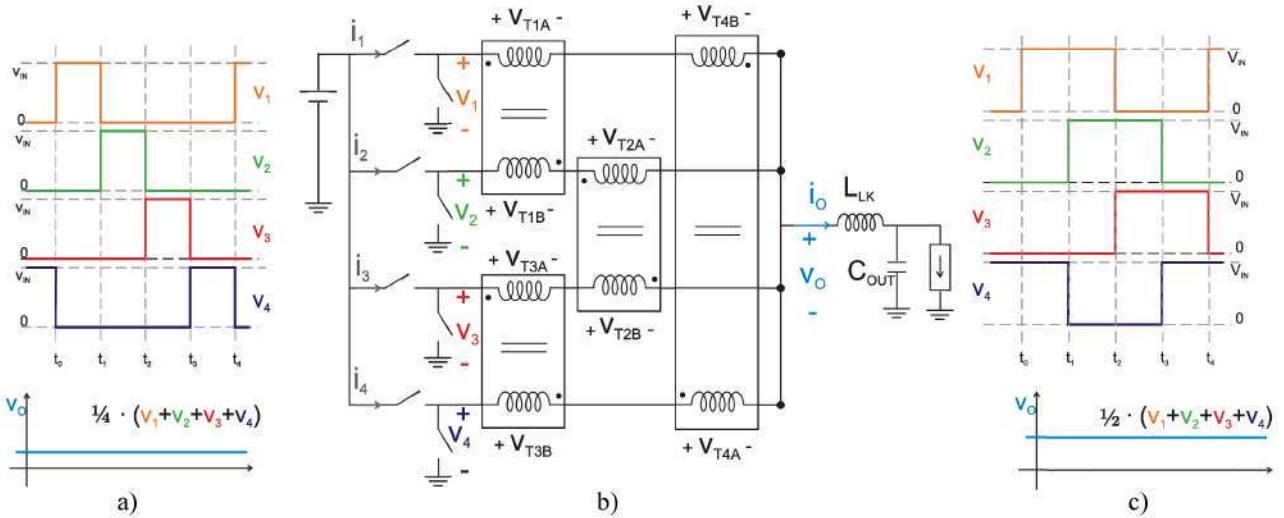 V_IN
V_1
0
V_IN
V_2
0
V_IN
V_3
0
V_IN
V_4
0
t_0 t_1 t_2 t_3 t_4
V_O
¼ · (V_1+V_2+V_3+V_4)
a)
+ V_T1A -
+ V_T4B -
i_1
+
V_1
-
i_2
+ V_T2A -
+
V_2
-
+ V_T1B -
i_3
+ V_T3A -
+
V_3
-
+ V_T2B -
i_4
+
V_4
-
+ V_T3B -
+ V_T4A -
i_O L_LK
+
V_O
-
C_OUT
b)
V_1
V_IN
0
V_2
V_IN
0
V_3
V_IN
0
V_4
V_IN
0
t_0 t_1 t_2 t_3 t_4
V_O
½ · (V_1+V_2+V_3+V_4)
c)